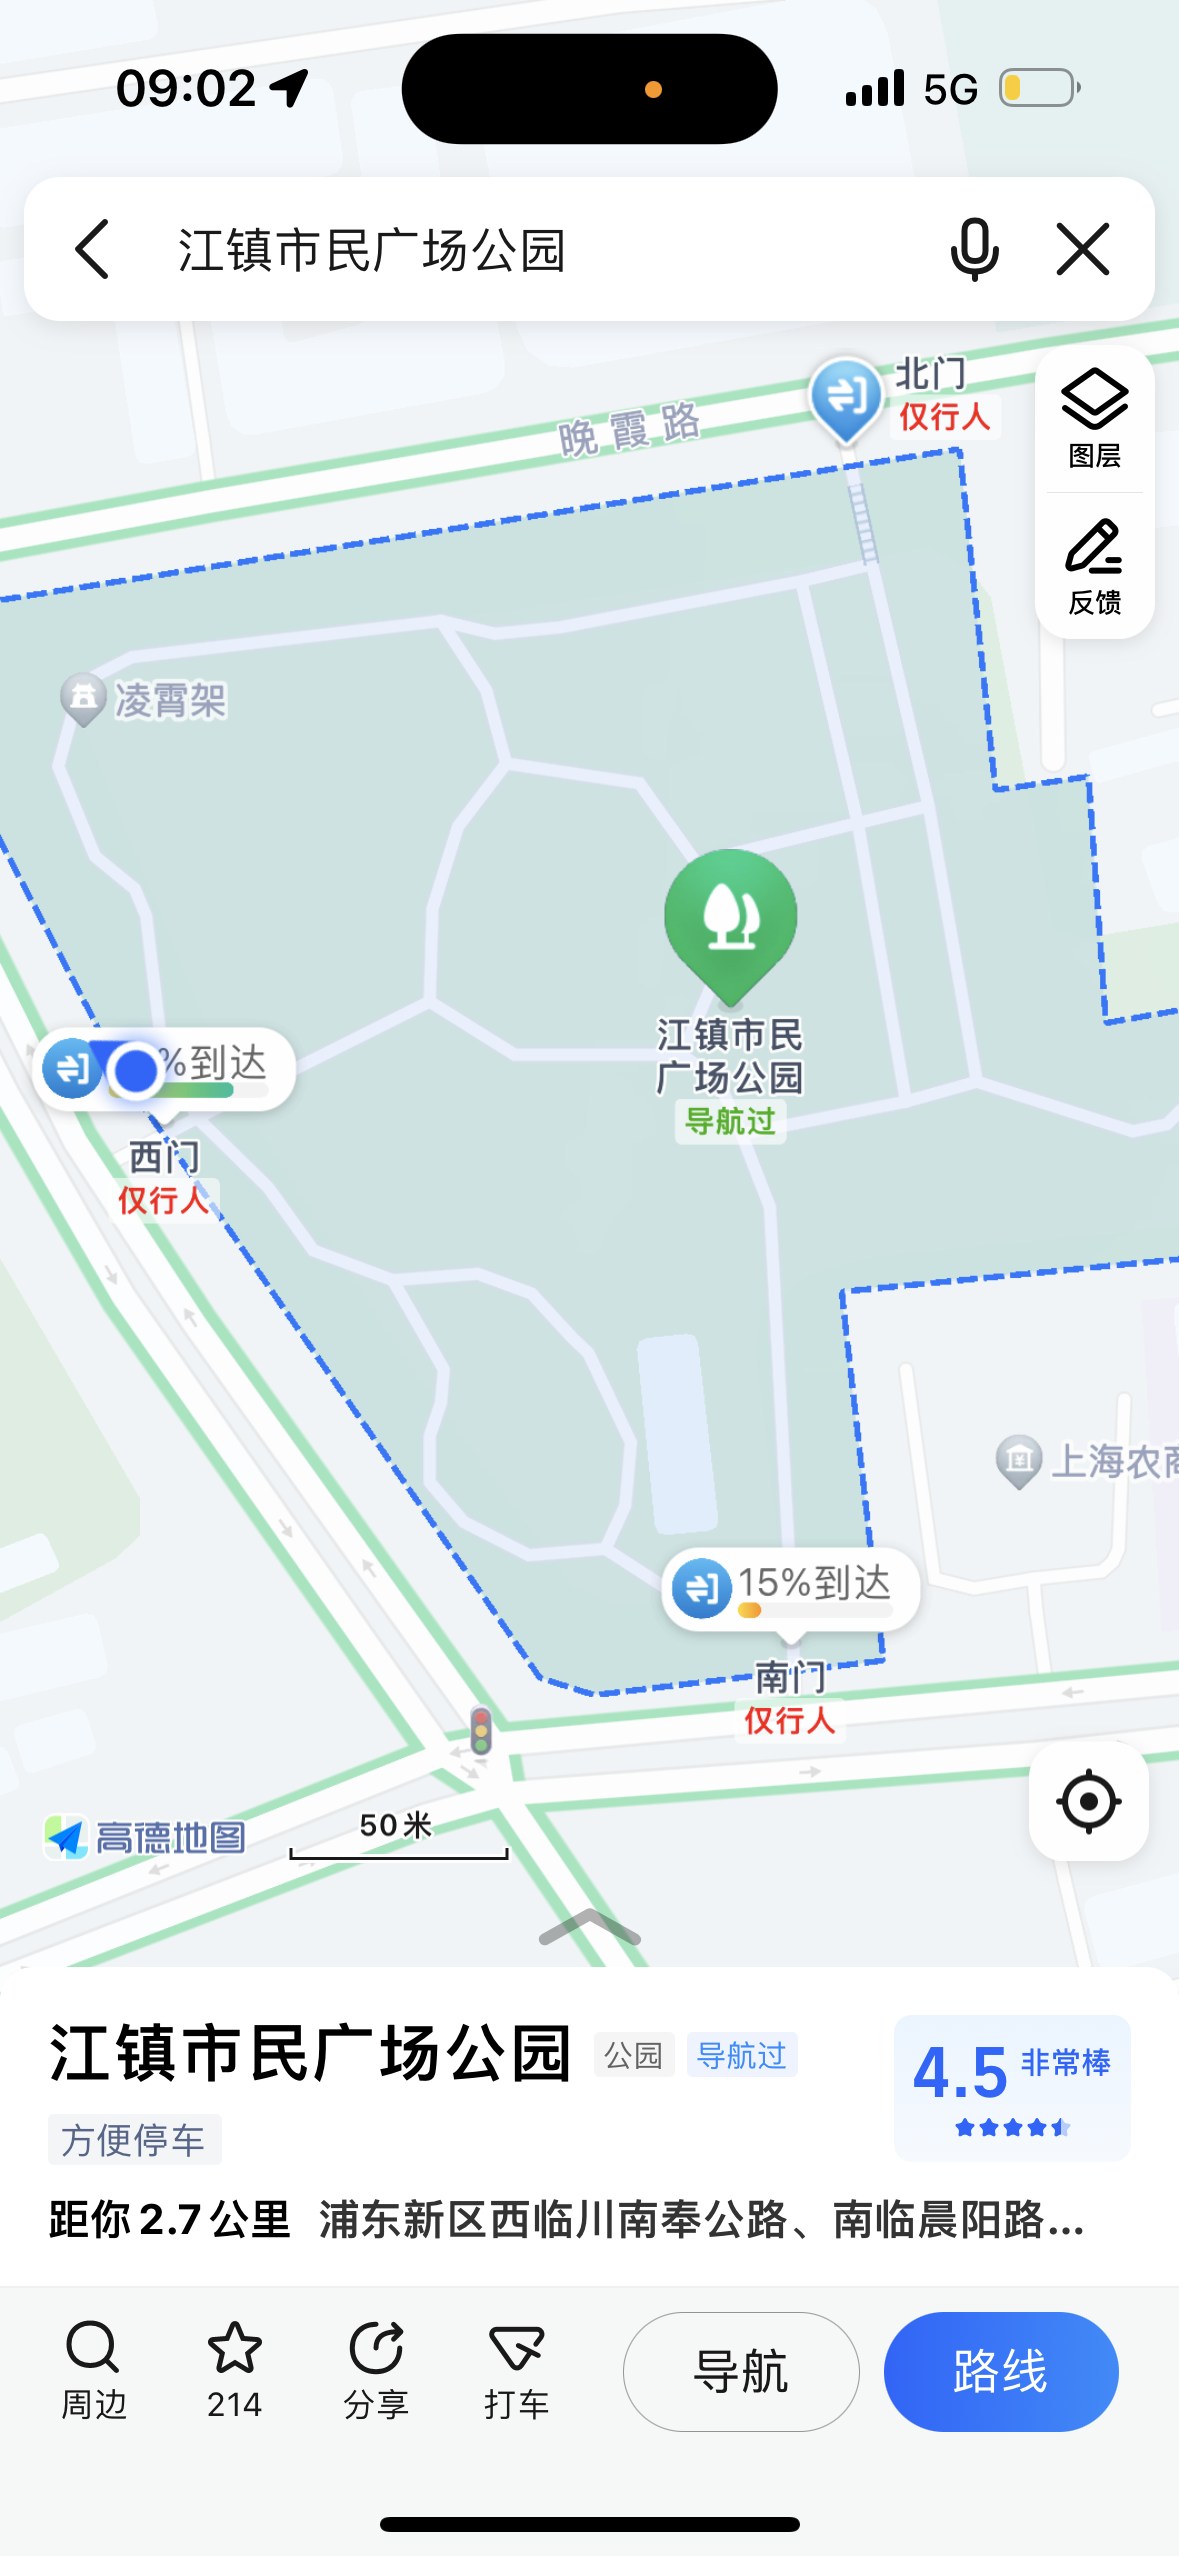 09:02
5G
江镇市民广场公园
北门
仅行人
图层
晚霞路
反馈
凌霄架
江镇市民
广场公园
导航过
%到达
西门
仅行人
上海农商
15%到达
南门
仅行人
高德地图
50米
江镇市民广场公园
公园
导航过
4.5
非常棒
方便停车
距你2.7公里
浦东新区西临川南奉公路、南临晨阳路...
周边
214
分享
打车
导航
路线